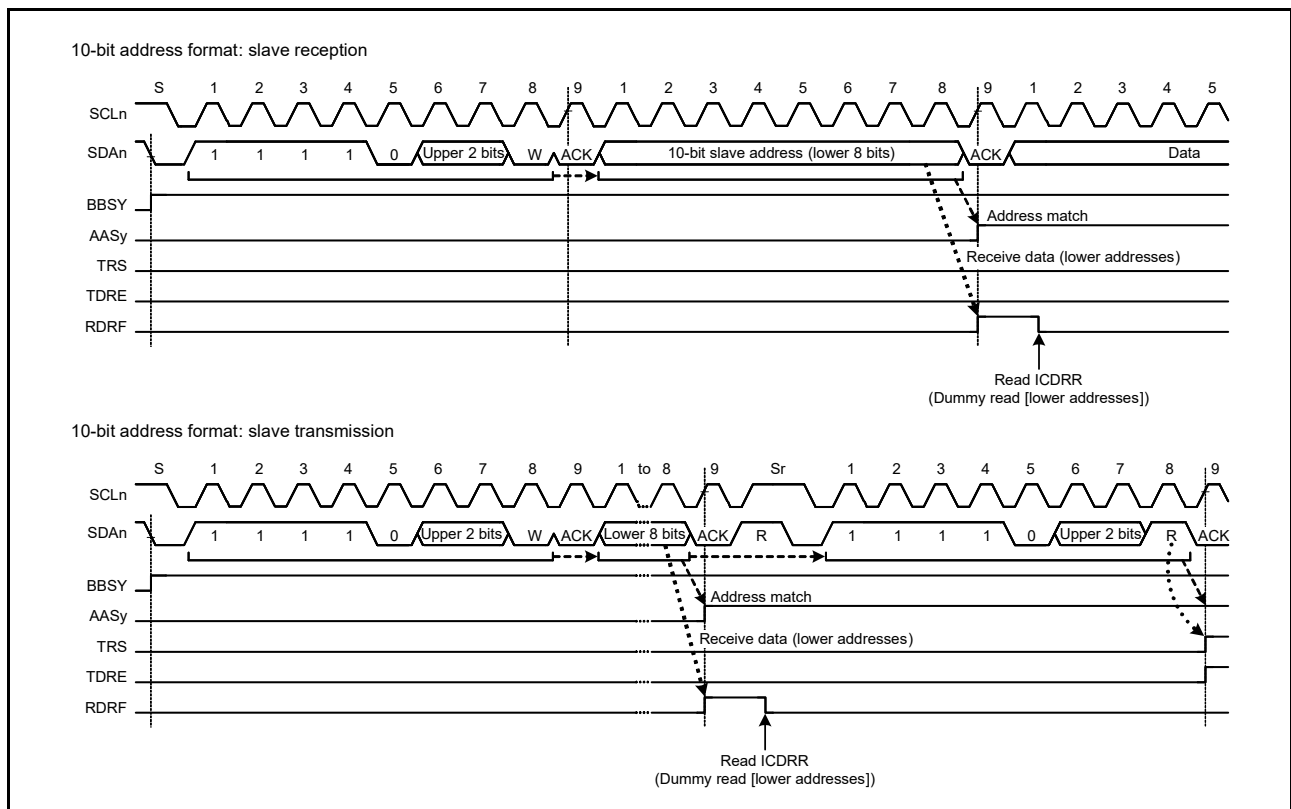 10-bit address format: slave reception
S 1 2 3 4 5 6 7 8 9 1 2 3 4 5 6 7 8 9 1 2 3 4 5
SCLn
SDAn 1 1 1 1 0 Upper 2 bits W ACK 10-bit slave address (lower 8 bits) ACK Data
BBSY
Address match
AASy
Receive data (lower addresses)
TRS
TDRE
RDRF
Read ICDRR
(Dummy read [lower addresses])
10-bit address format: slave transmission
S 1 2 3 4 5 6 7 8 9 1 to 8 9 Sr 1 2 3 4 5 6 7 8 9
SCLn
SDAn 1 1 1 1 0 Upper 2 bits W ACK Lower 8 bits ACK R 1 1 1 1 0 Upper 2 bits R ACK
BBSY
Address match
AASy
Receive data (lower addresses)
TRS
TDRE
RDRF
Read ICDRR
(Dummy read [lower addresses])